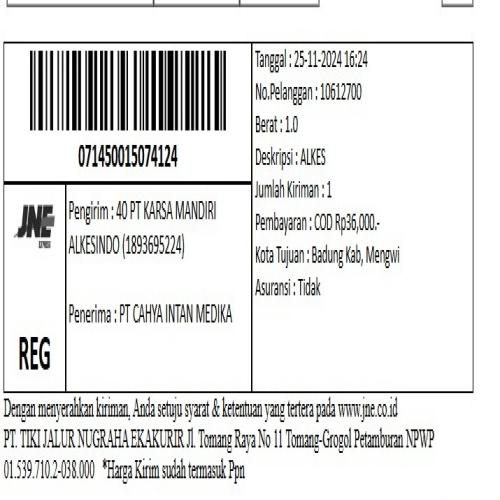 071450015074124
JNE
EXPRESS
REG
Pengirim : 40 PT KARSA MANDIRI
ALKESINDO (1893695224)
Penerima : PT CAHYA INTAN MEDIKA
Tanggal : 25-11-2024 16:24
No.Pelanggan : 10612700
Berat : 1.0
Deskripsi : ALKES
Jumlah Kiriman : 1
Pembayaran : COD Rp36,000.-
Kota Tujuan : Badung Kab, Mengwi
Asuransi : Tidak
Dengan menyerahkan kiriman, Anda setuju syarat & ketentuan yang tertera pada www.jne.co.id
PT. TIKI JALUR NUGRAHA EKAKURIR Jl. Tomang Raya No 11 Tomang-Grogol Petamburan NPWP
01.539.710.2-038.000 *Harga Kirim sudah termasuk Ppn